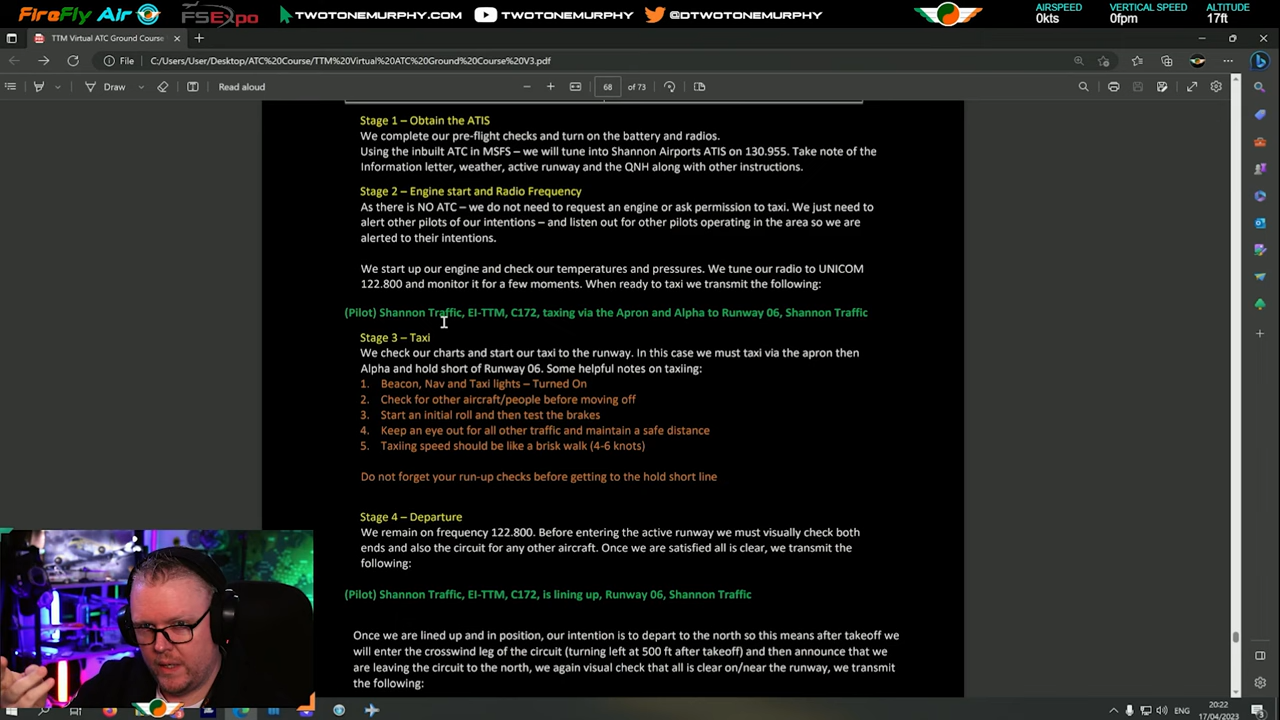 FireFly Air
FSExpo
TWOTONEMURPHY.COM
TWOTONEMURPHY
@DTWOTONEMURPHY
AIRSPEED
0kts
VERTICAL SPEED
0fpm
ALTITUDE
17ft
TTM Virtual ATC Ground Course
File
C:/Users/User/Desktop/ATC%20Course/TTM%20Virtual%20ATC%20Ground%20Course%20V3.pdf
Draw
Read aloud
68 of 73
Stage 1 – Obtain the ATIS
We complete our pre-flight checks and turn on the battery and radios.
Using the inbuilt ATC in MSFS – we will tune into Shannon Airports ATIS on 130.955. Take note of the
Information letter, weather, active runway and the QNH along with other instructions.
Stage 2 – Engine start and Radio Frequency
As there is NO ATC – we do not need to request an engine or ask permission to taxi. We just need to
alert other pilots of our intentions – and listen out for other pilots operating in the area so we are
alerted to their intentions.
We start up our engine and check our temperatures and pressures. We tune our radio to UNICOM
122.800 and monitor it for a few moments. When ready to taxi we transmit the following:
(Pilot) Shannon Traffic, EI-TTM, C172, taxing via the Apron and Alpha to Runway 06, Shannon Traffic
Stage 3 – Taxi
We check our charts and start our taxi to the runway. In this case we must taxi via the apron then
Alpha and hold short of Runway 06. Some helpful notes on taxiing:
1. Beacon, Nav and Taxi lights – Turned On
2. Check for other aircraft/people before moving off
3. Start an initial roll and then test the brakes
4. Keep an eye out for all other traffic and maintain a safe distance
5. Taxiing speed should be like a brisk walk (4-6 knots)
Do not forget your run-up checks before getting to the hold short line
Stage 4 – Departure
We remain on frequency 122.800. Before entering the active runway we must visually check both
ends and also the circuit for any other aircraft. Once we are satisfied all is clear, we transmit the
following:
(Pilot) Shannon Traffic, EI-TTM, C172, is lining up, Runway 06, Shannon Traffic
Once we are lined up and in position, our intention is to depart to the north so this means after takeoff we
will enter the crosswind leg of the circuit (turning left at 500 ft after takeoff) and then announce that we
are leaving the circuit to the north, we again visual check that all is clear on/near the runway, we transmit
the following:
ENG
20:22
17/04/2023